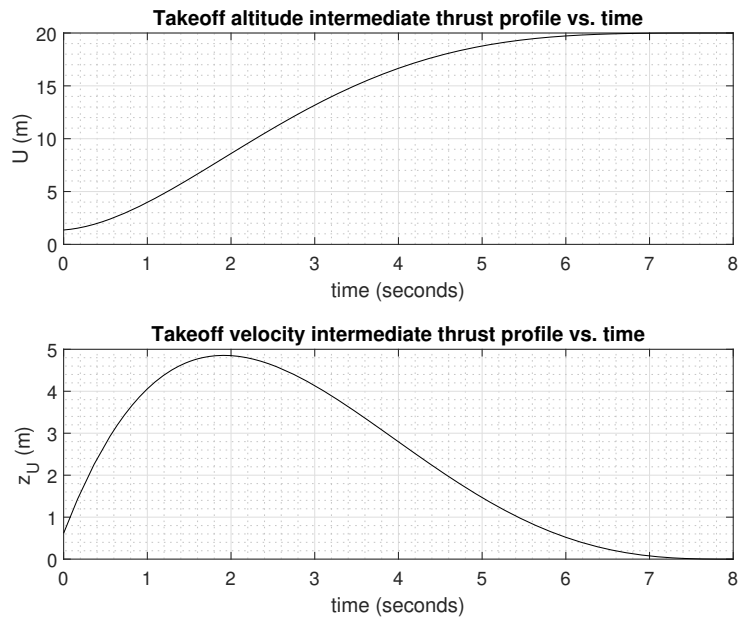 Takeoff altitude intermediate thrust profile vs. time
20
15
10
5
0
U (m)
0 1 2 3 4 5 6 7 8
time (seconds)
Takeoff velocity intermediate thrust profile vs. time
5
4
3
2
1
0
z_U (m)
0 1 2 3 4 5 6 7 8
time (seconds)